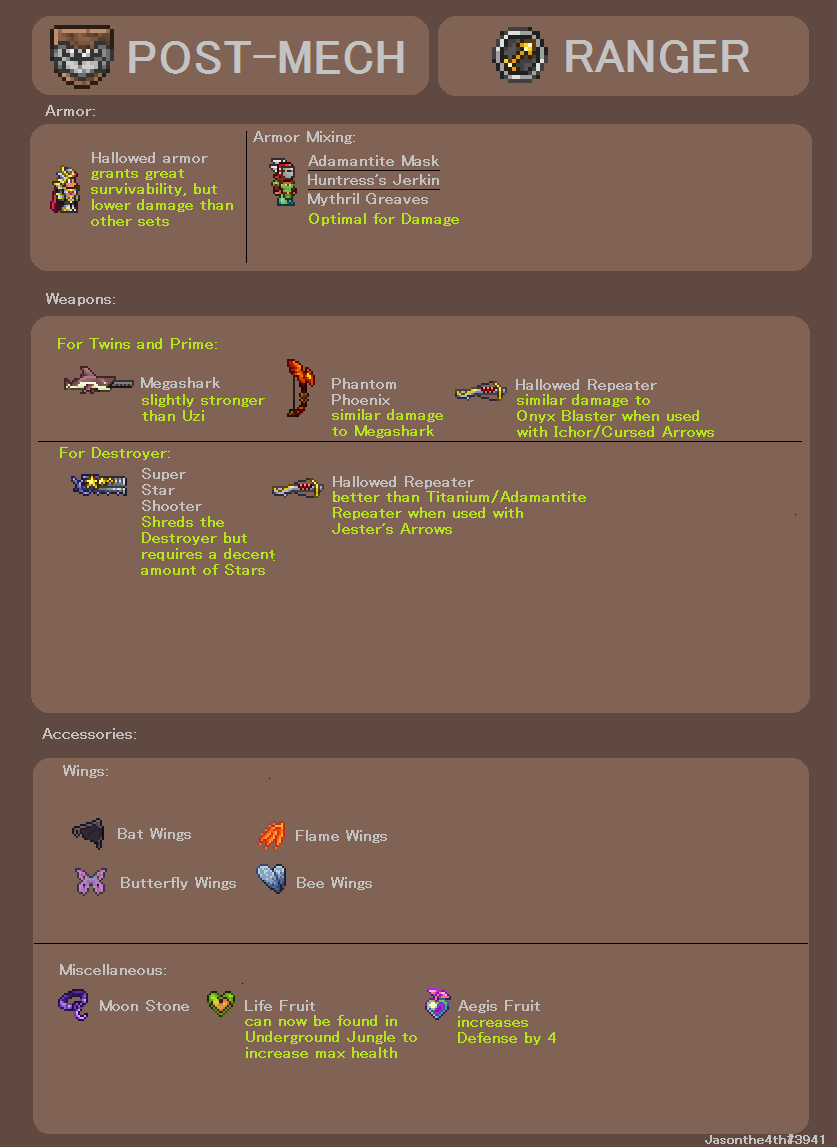 POST-MECH
RANGER
Armor:
Hallowed armor
grants great
survivability, but
lower damage than
other sets
Armor Mixing:
Adamantite Mask
Huntress's Jerkin
Mythril Greaves
Optimal for Damage
Weapons:
For Twins and Prime:
Megashark
slightly stronger
than Uzi
Phantom
Phoenix
similar damage
to Megashark
Hallowed Repeater
similar damage to
Onyx Blaster when used
with Ichor/Cursed Arrows
For Destroyer:
Super
Star
Shooter
Shreds the
Destroyer but
requires a decent
amount of Stars
Hallowed Repeater
better than Titanium/Adamantite
Repeater when used with
Jester's Arrows
Accessories:
Wings:
Bat Wings
Flame Wings
Butterfly Wings
Bee Wings
Miscellaneous:
Moon Stone
Life Fruit
can now be found in
Underground Jungle to
increase max health
Aegis Fruit
increases
Defense by 4
Jasonthe4th#3941